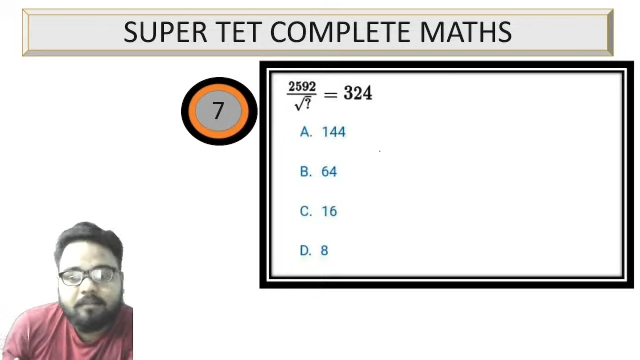 SUPER TET COMPLETE MATHS
7
2592/√? = 324
A. 144
B. 64
C. 16
D. 8